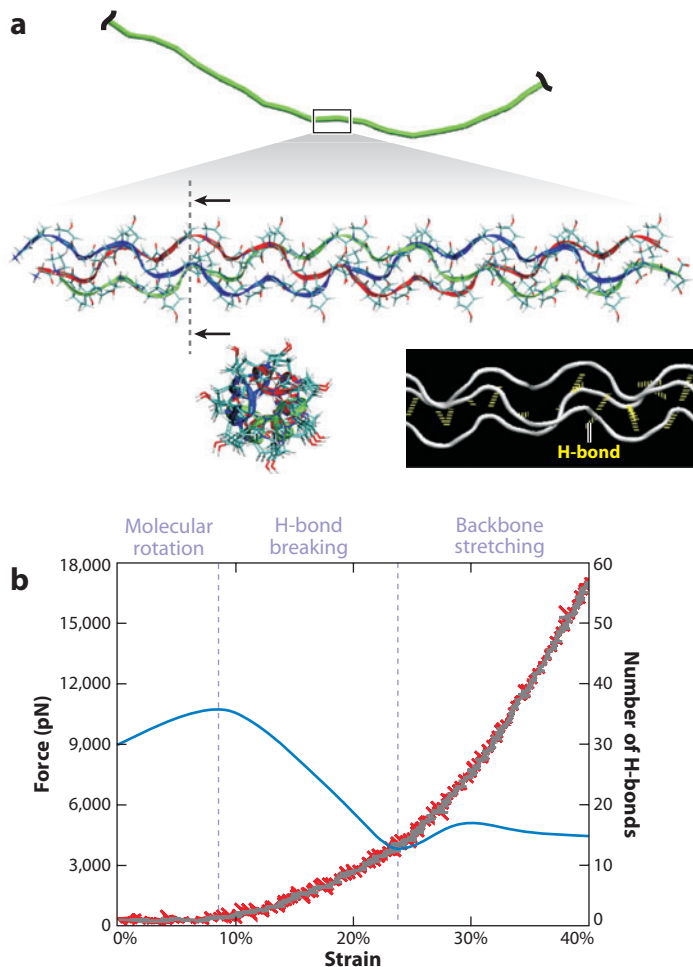 a
H-bond
Molecular
rotation
H-bond
breaking
Backbone
stretching
b
18,000
15,000
12,000
9,000
6,000
3,000
0
Force (pN)
60
50
40
30
20
10
0
Number of H-bonds
0%
10%
20%
30%
40%
Strain